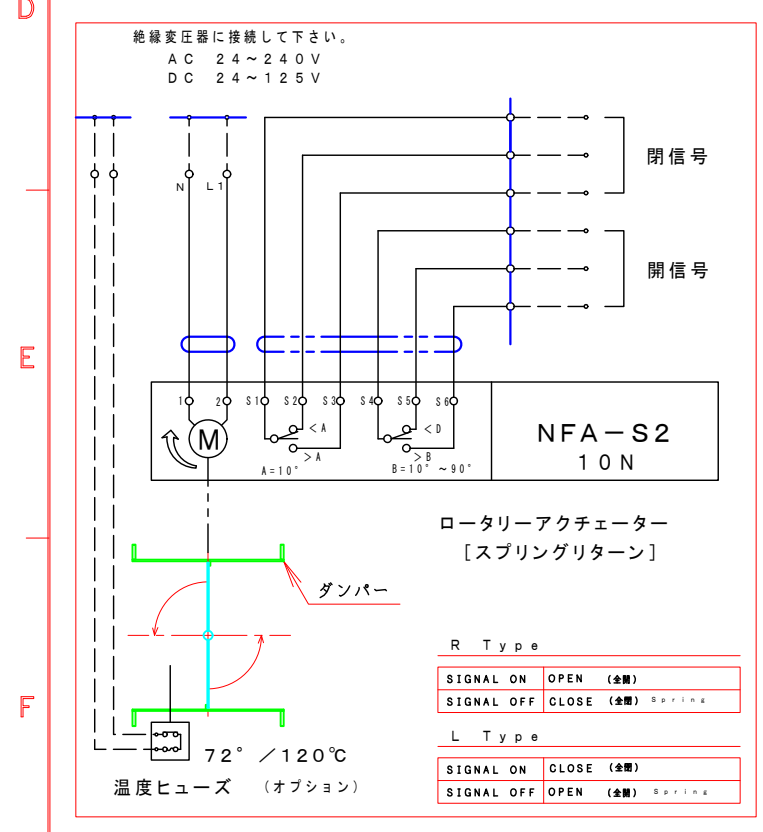 D
絶縁変圧器に接続して下さい。
AC 24~240V
DC 24~125V
N L1
閉信号
開信号
E
1 2 S1 S2 S3 S4 S5 S6
M
<A
>A
A=10°
<D
>B
B=10° ~90°
NFA-S2
10N
ロータリーアクチェーター
[スプリングリターン]
ダンパー
F
72° /120℃
温度ヒューズ (オプション)
R Type
SIGNAL ON OPEN (全開)
SIGNAL OFF CLOSE (全閉) Spring
L Type
SIGNAL ON CLOSE (全閉)
SIGNAL OFF OPEN (全開) Spring